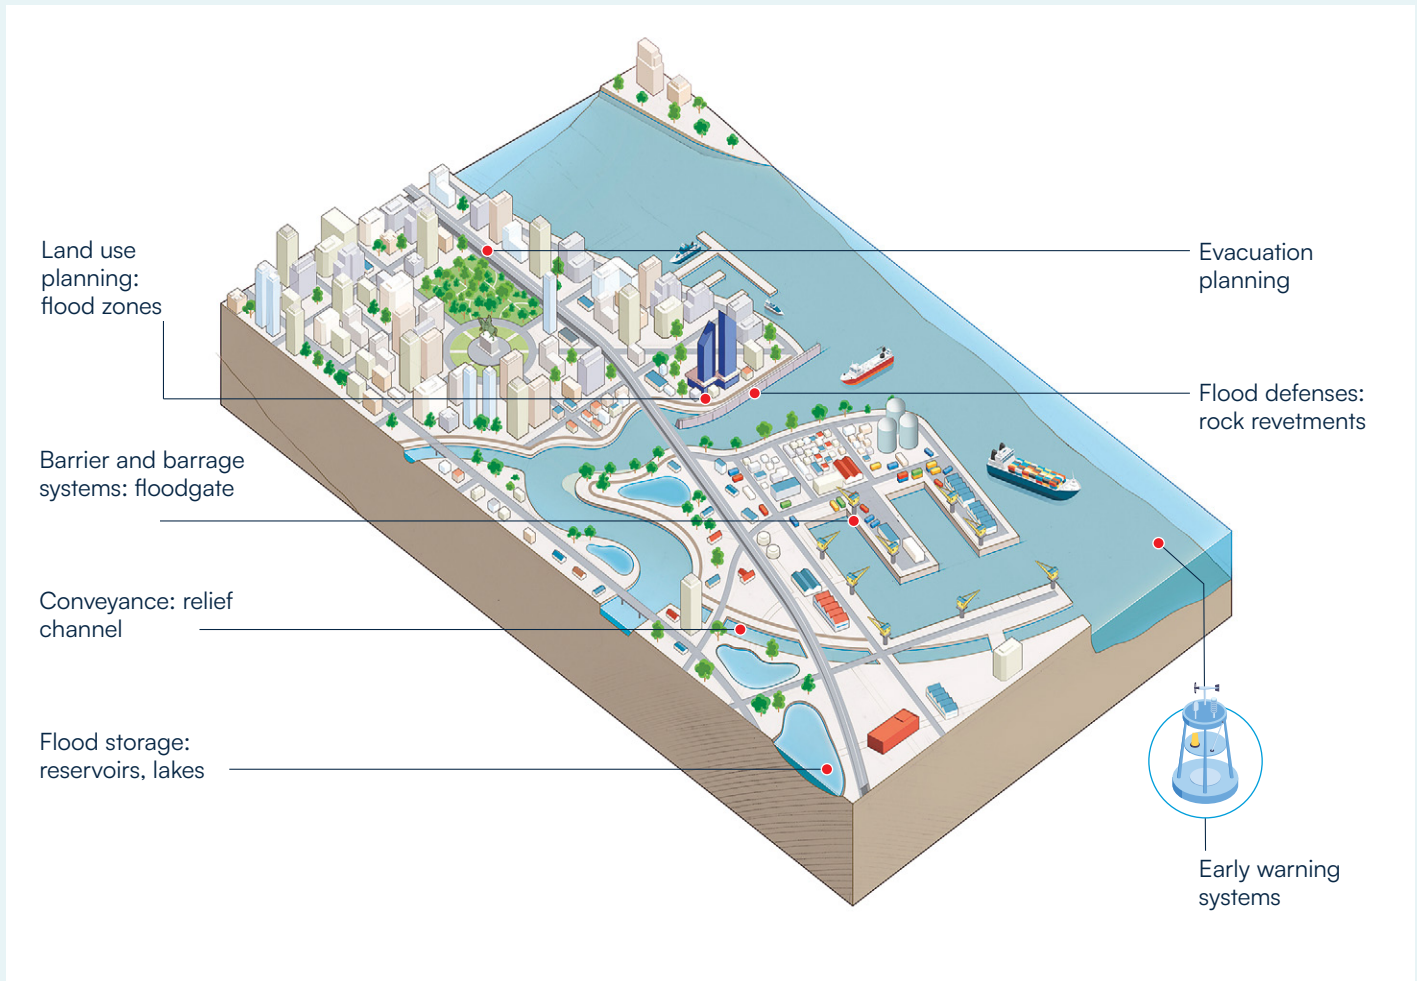 Land use
planning:
flood zones
Barrier and barrage
systems: floodgate
Conveyance: relief
channel
Flood storage:
reservoirs, lakes
Evacuation
planning
Flood defenses:
rock revetments
Early warning
systems